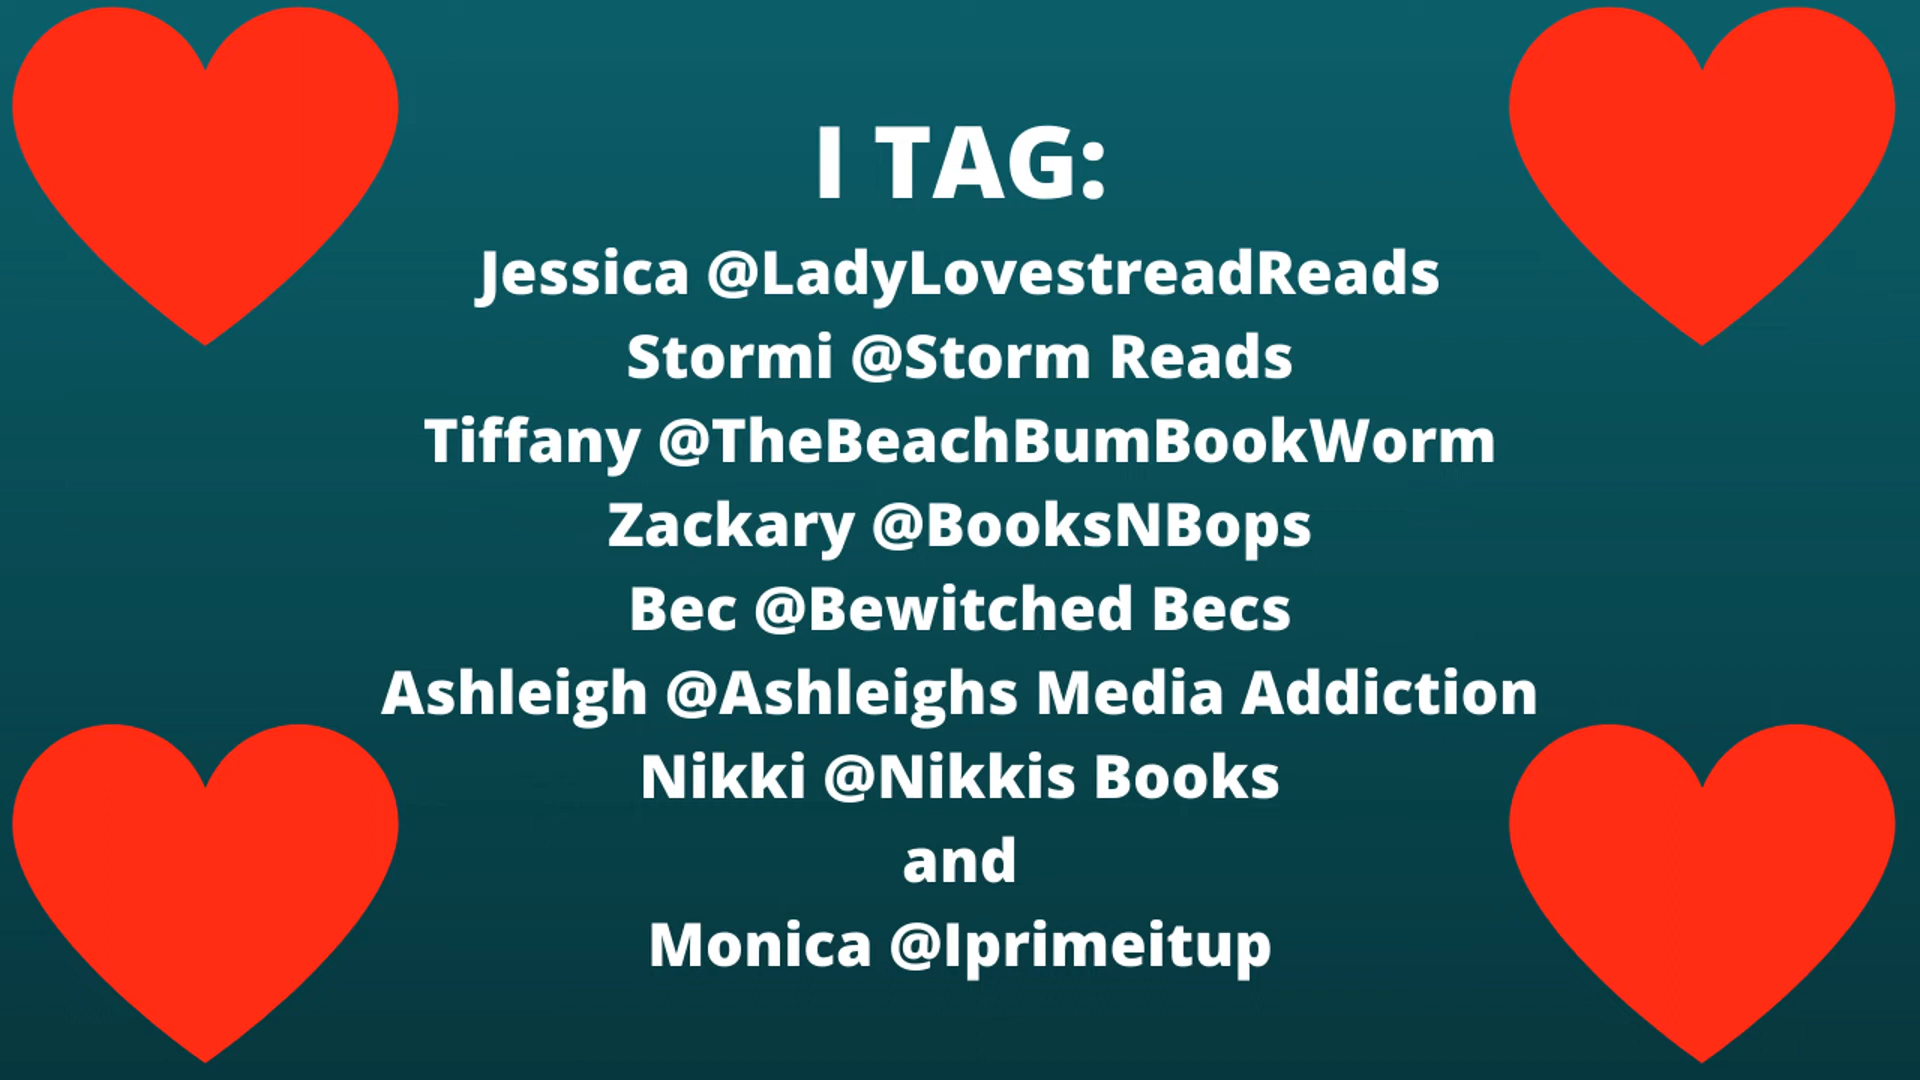 I TAG:
Jessica @LadyLovestreadReads
Stormi @Storm Reads
Tiffany @TheBeachBumBookWorm
Zackary @BooksNBops
Bec @Bewitched Becs
Ashleigh @Ashleighs Media Addiction
Nikki @Nikkis Books
and
Monica @Iprimeitup